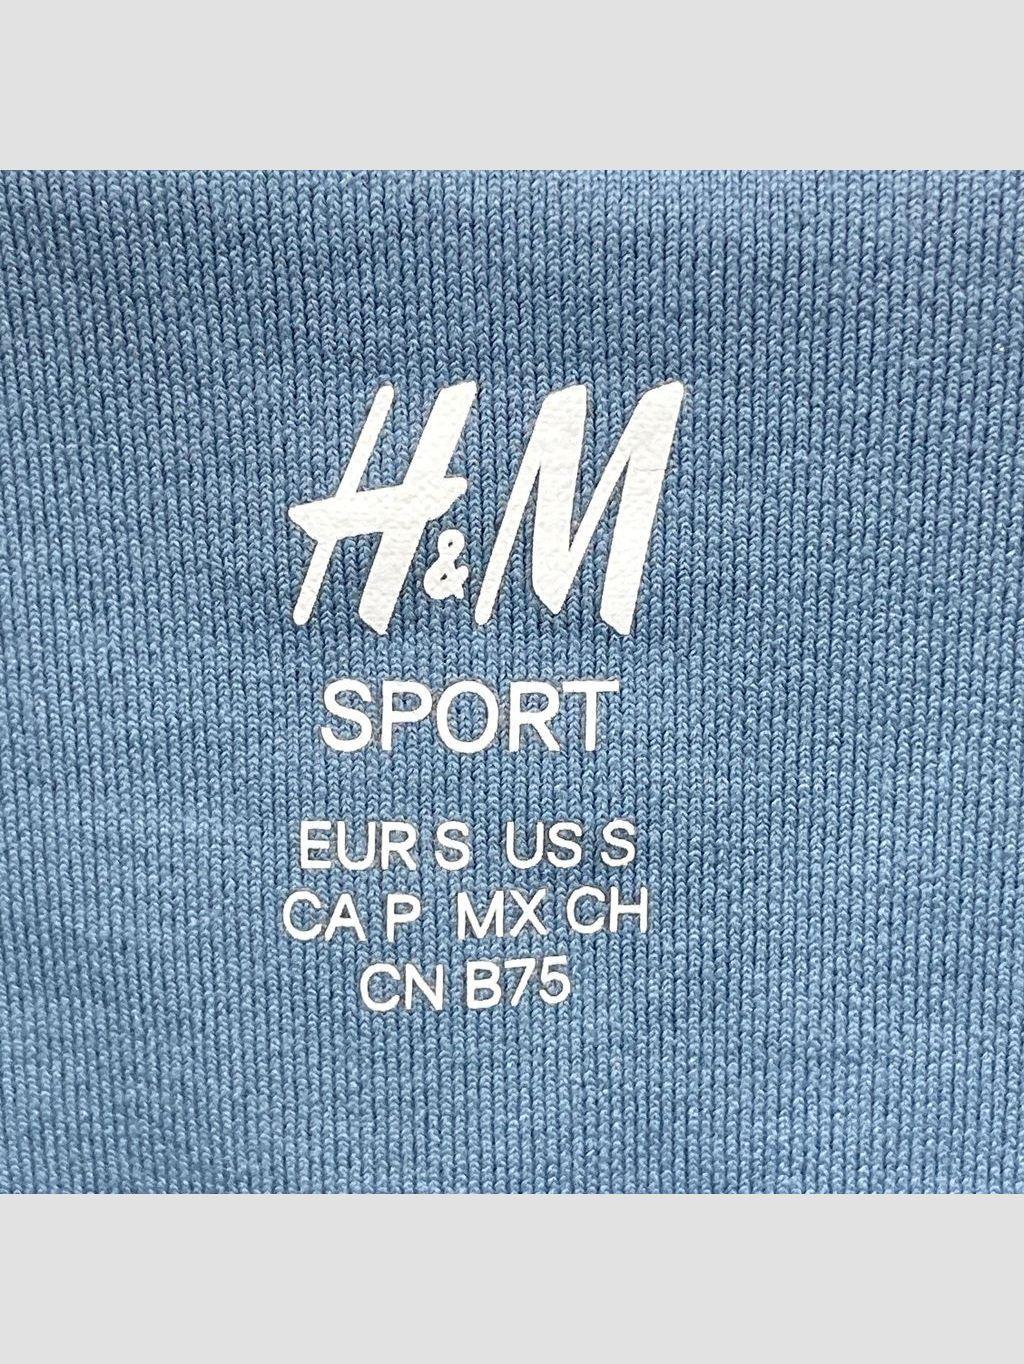 H&M
SPORT
EUR S US S
CA P MX CH
CN B75